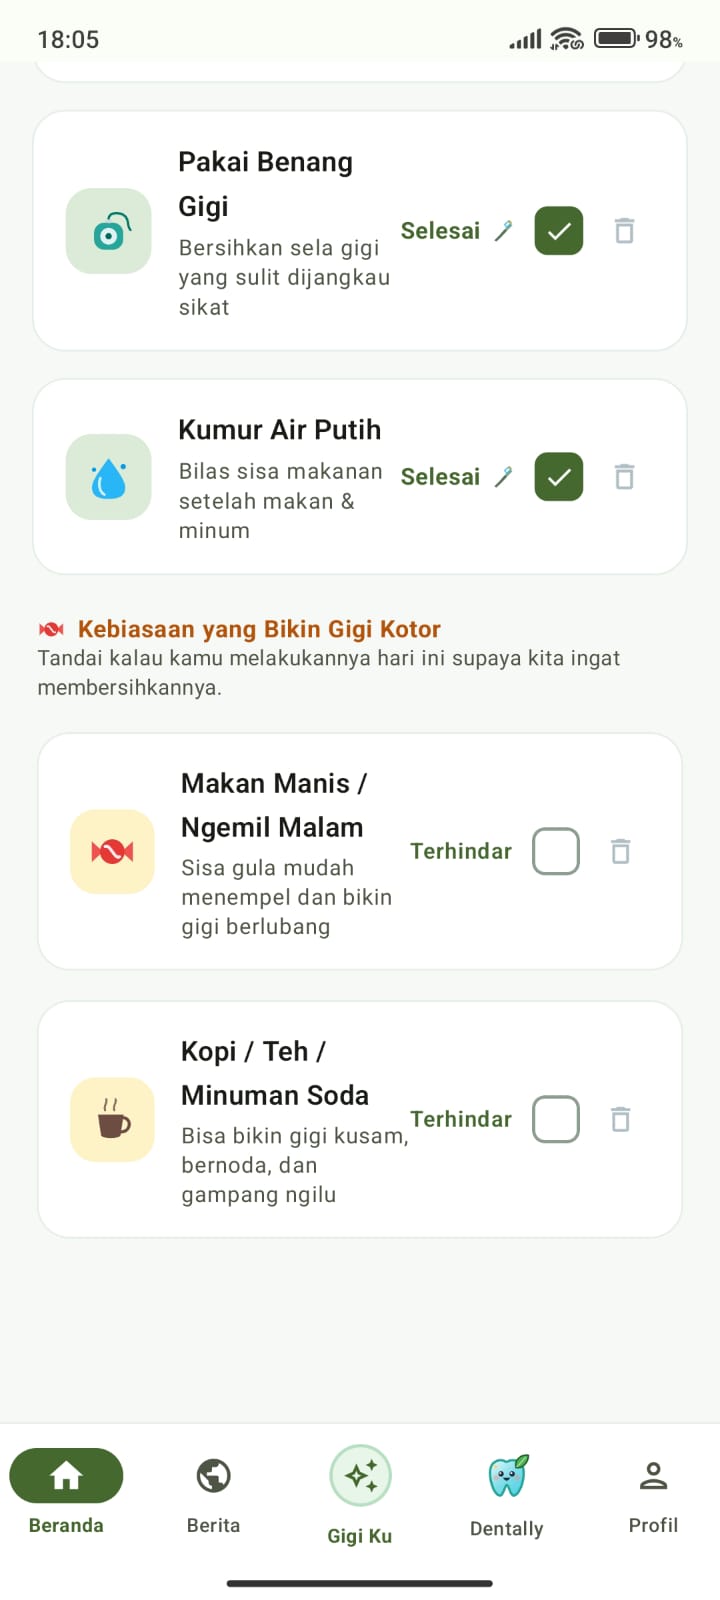 18:05
98%
Pakai Benang
Gigi
Bersihkan sela gigi
yang sulit dijangkau
sikat
Selesai
Kumur Air Putih
Bilas sisa makanan
setelah makan &
minum
Selesai
Kebiasaan yang Bikin Gigi Kotor
Tandai kalau kamu melakukannya hari ini supaya kita ingat
membersihkannya.
Makan Manis /
Ngemil Malam
Sisa gula mudah
menempel dan bikin
gigi berlubang
Terhindar
Kopi / Teh /
Minuman Soda
Bisa bikin gigi kusam,
bernoda, dan
gampang ngilu
Terhindar
Beranda
Berita
Gigi Ku
Dentally
Profil